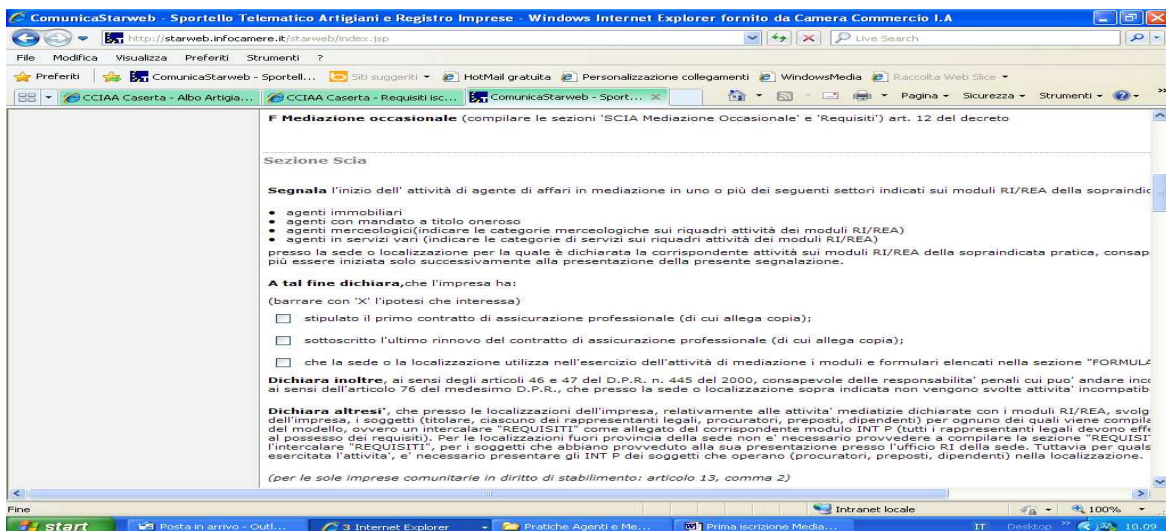 ComunicaStarweb - Sportello Telematico Artigiani e Registro Imprese - Windows Internet Explorer fornito da Camera Commercio I.A
http://starweb.infocamere.it/starweb/index.jsp
Live Search
File Modifica Visualizza Preferiti Strumenti ?
Preferiti ComunicaStarweb - Sportell... Siti suggeriti HotMail gratuita Personalizzazione collegamenti WindowsMedia Raccolta Web Slice
CCIAA Caserta - Albo Artigia... CCIAA Caserta - Requisiti isc... ComunicaStarweb - Sport... Pagina Sicurezza Strumenti
F Mediazione occasionale (compilare le sezioni 'SCIA Mediazione Occasionale' e 'Requisiti') art. 12 del decreto
Sezione Scia
Segnala l'inizio dell' attività di agente di affari in mediazione in uno o più dei seguenti settori indicati sui moduli RI/REA della sopraindic
• agenti immobiliari
• agenti con mandato a titolo oneroso
• agenti merceologici(indicare le categorie merceologiche sui riquadri attività dei moduli RI/REA)
• agenti in servizi vari (indicare le categorie di servizi sui riquadri attività dei moduli RI/REA)
presso la sede o localizzazione per la quale è dichiarata la corrispondente attività sui moduli RI/REA della sopraindicata pratica, consap
più essere iniziata solo successivamente alla presentazione della presente segnalazione.
A tal fine dichiara,che l'impresa ha:
(barrare con 'X' l'ipotesi che interessa)
stipulato il primo contratto di assicurazione professionale (di cui allega copia);
sottoscritto l'ultimo rinnovo del contratto di assicurazione professionale (di cui allega copia);
che la sede o la localizzazione utilizza nell'esercizio dell'attività di mediazione i moduli e formulari elencati nella sezione "FORMULA
Dichiara inoltre, ai sensi degli articoli 46 e 47 del D.P.R. n. 445 del 2000, consapevole delle responsabilita' penali cui puo' andare inco
ai sensi dell'articolo 76 del medesimo D.P.R., che presso la sede o localizzazione sopra indicata non vengono svolte attivita' incompatib
Dichiara altresi', che presso le localizzazioni dell'impresa, relativamente alle attivita' mediatizie dichiarate con i moduli RI/REA, svolg
dell'impresa, i soggetti (titolare, ciascuno dei rappresentanti legali, procuratori, preposti, dipendenti) per ognuno dei quali viene compila
del modello, ovvero un intercalare "REQUISITI" come allegato del corrispondente modulo INT P (tutti i rappresentanti legali devono effe
al possesso dei requisiti). Per le localizzazioni fuori provincia della sede non e' necessario provvedere a compilare la sezione "REQUISIT
l'intercalare "REQUISITI", per i soggetti che abbiano provveduto alla sua presentazione presso l'ufficio RI della sede. Tuttavia per quals
esercitata l'attivita', e' necessario presentare gli INT P dei soggetti che operano (procuratori, preposti, dipendenti) nella localizzazione.
(per le sole imprese comunitarie in diritto di stabilimento: articolo 13, comma 2)
Fine Intranet locale 100%
start Posta in arrivo - Outl... 3 Internet Explorer Pratiche Agenti e Me... Prima iscrizione Media... IT Desktop 10.09